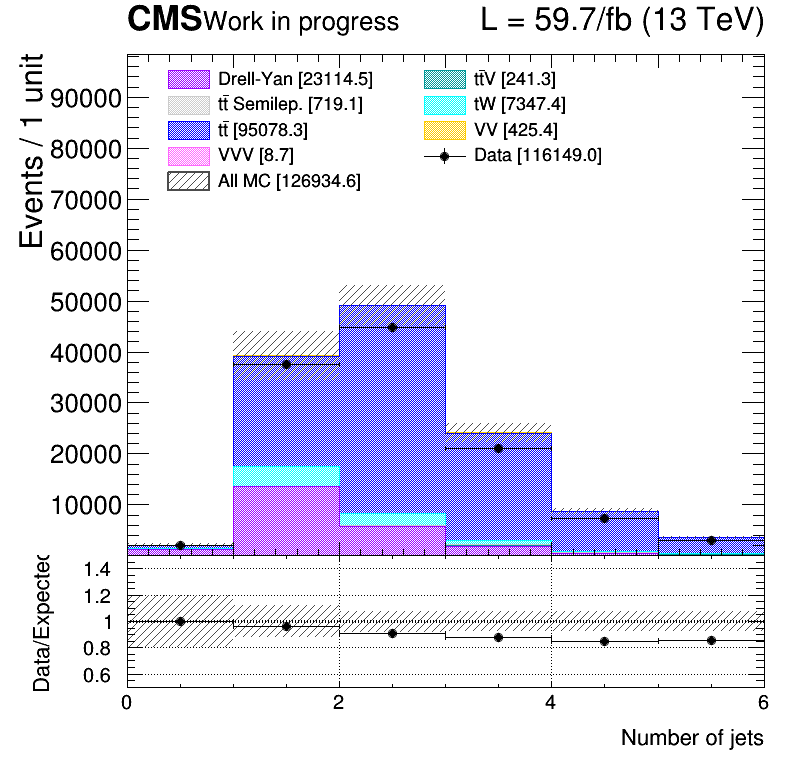 CMS Work in progress L = 59.7/fb (13 TeV)
Events / 1 unit
Drell-Yan [23114.5]
tt̄ Semilep. [719.1]
tt̄ [95078.3]
VVV [8.7]
All MC [126934.6]
tt̄V [241.3]
tW [7347.4]
VV [425.4]
Data [116149.0]
90000
80000
70000
60000
50000
40000
30000
20000
10000
Data/Expected
1.4
1.2
1
0.8
0.6
0 2 4 6
Number of jets